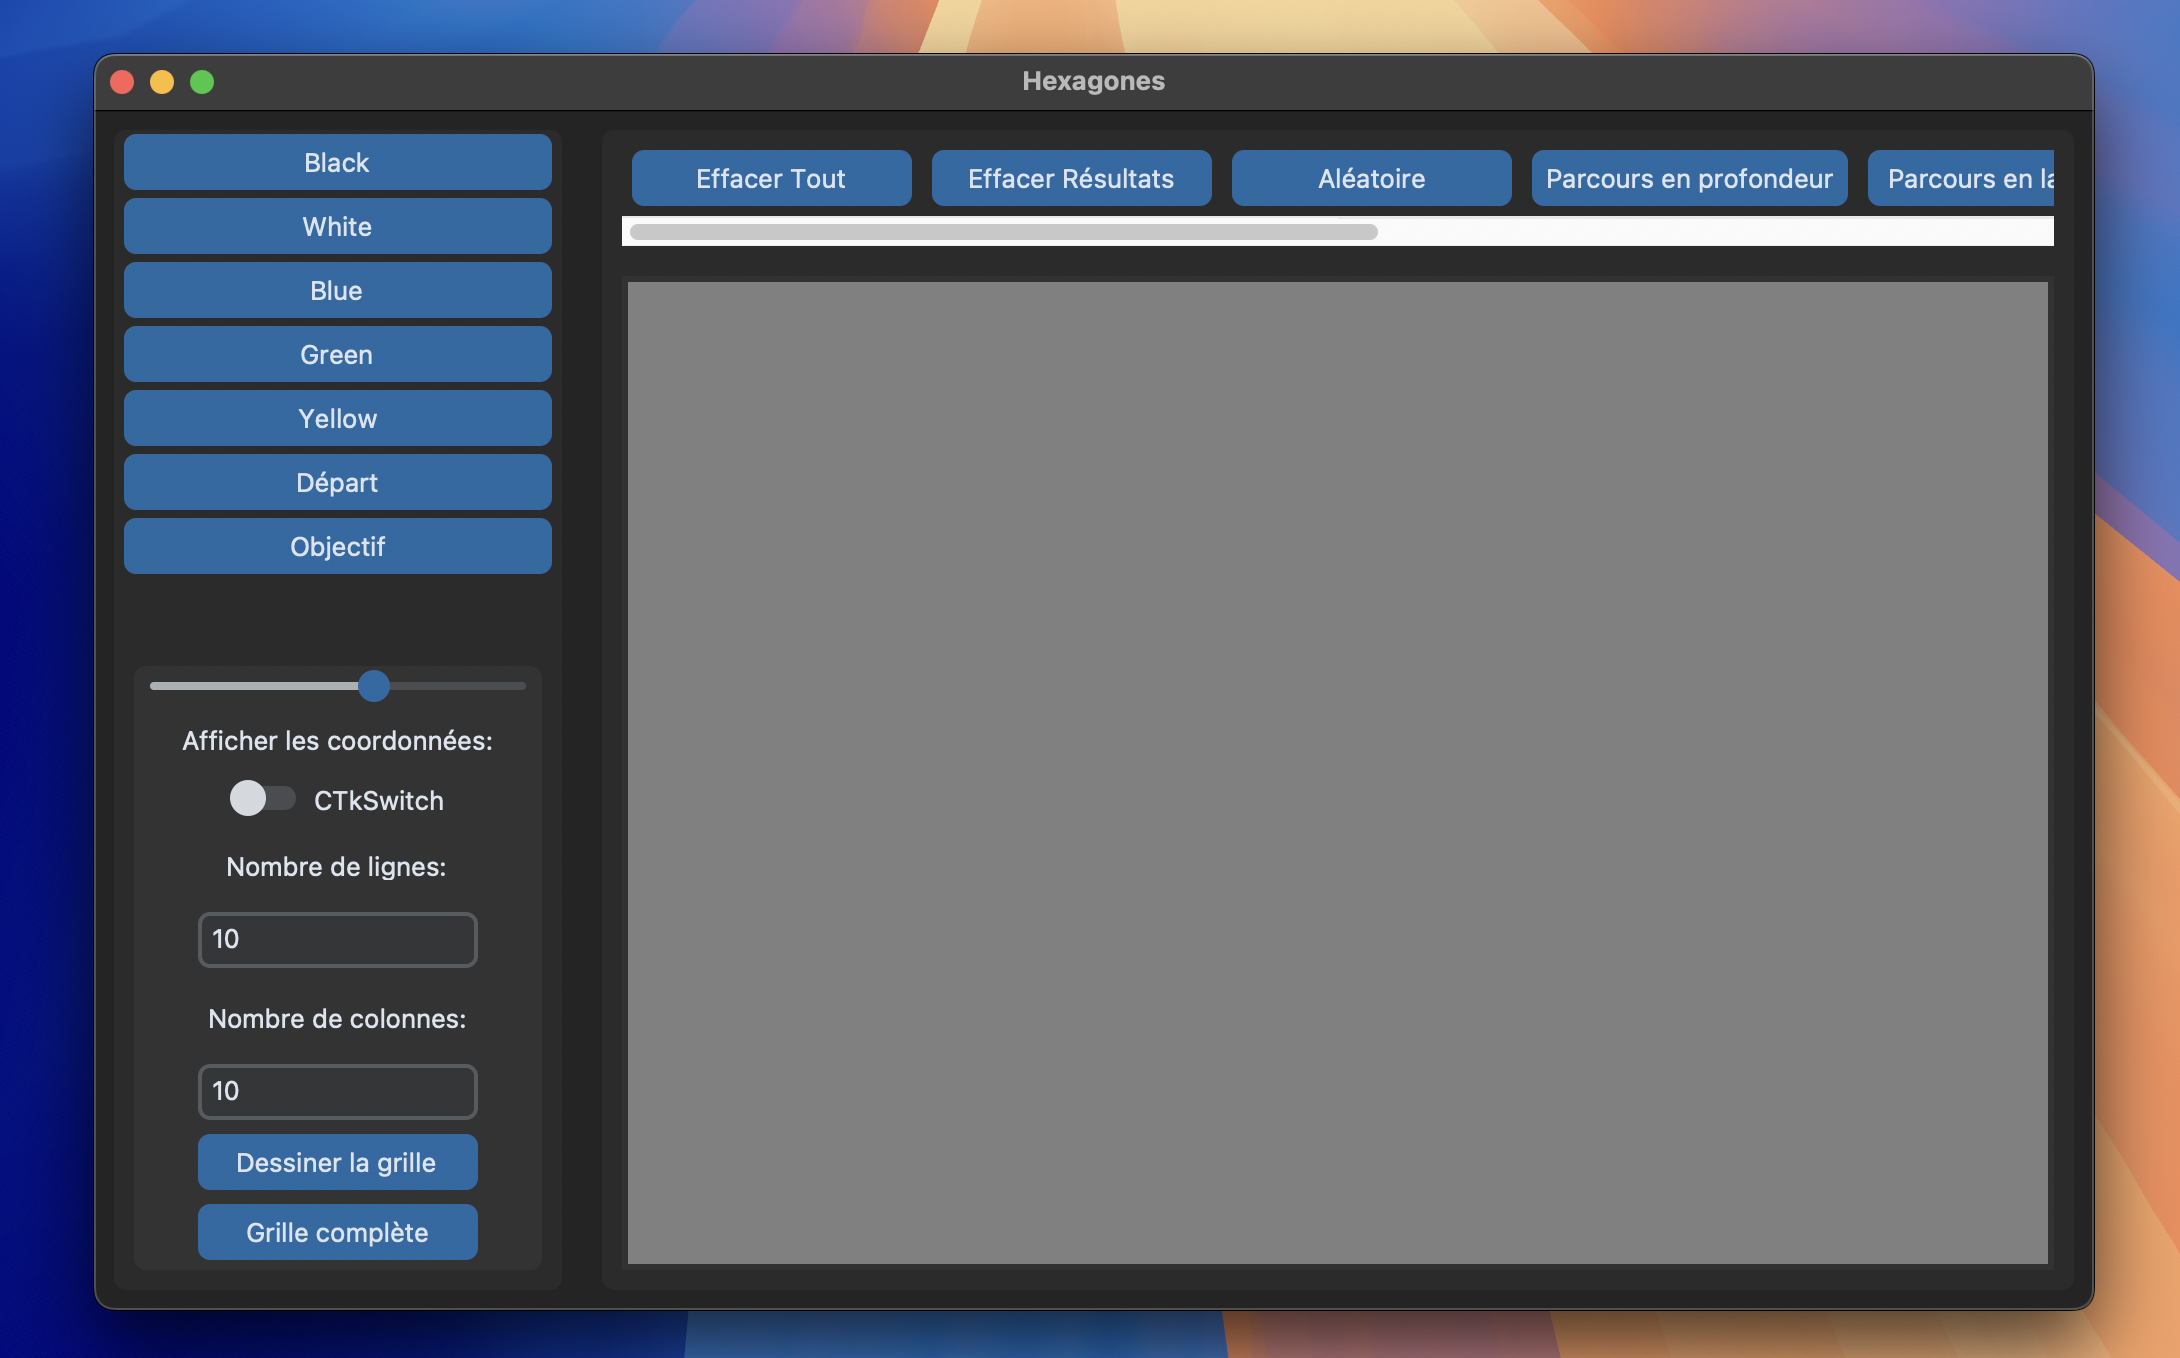 Hexagones
Black
White
Blue
Green
Yellow
Départ
Objectif
Afficher les coordonnées:
CTkSwitch
Nombre de lignes:
10
Nombre de colonnes:
10
Dessiner la grille
Grille complète
Effacer Tout
Effacer Résultats
Aléatoire
Parcours en profondeur
Parcours en la